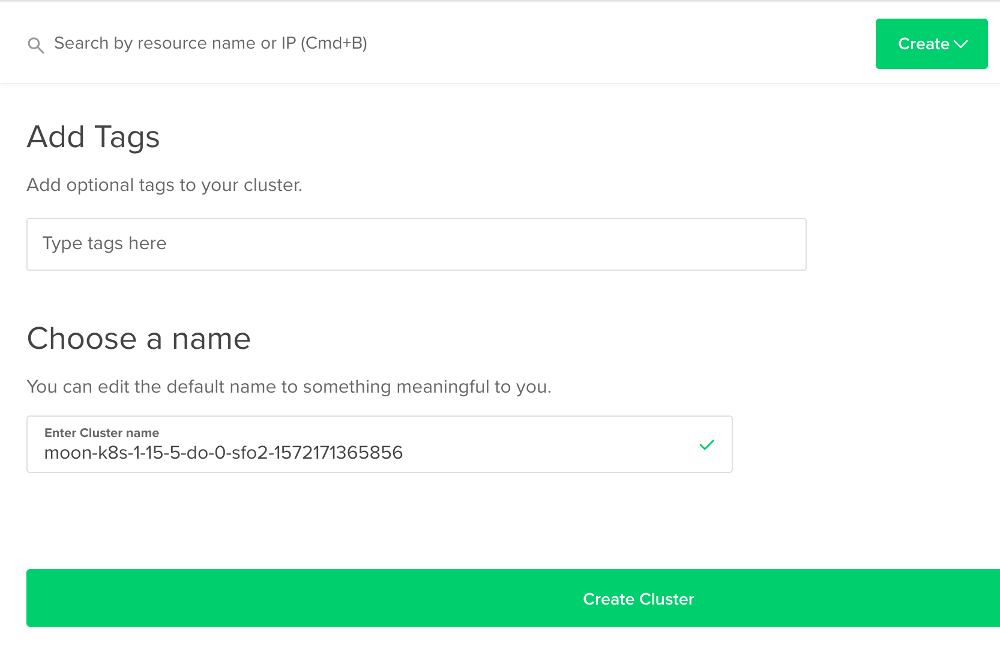 Search by resource name or IP (Cmd+B)
Create
Add Tags
Add optional tags to your cluster.
Type tags here
Choose a name
You can edit the default name to something meaningful to you.
Enter Cluster name
moon-k8s-1-15-5-do-0-sfo2-1572171365856
Create Cluster